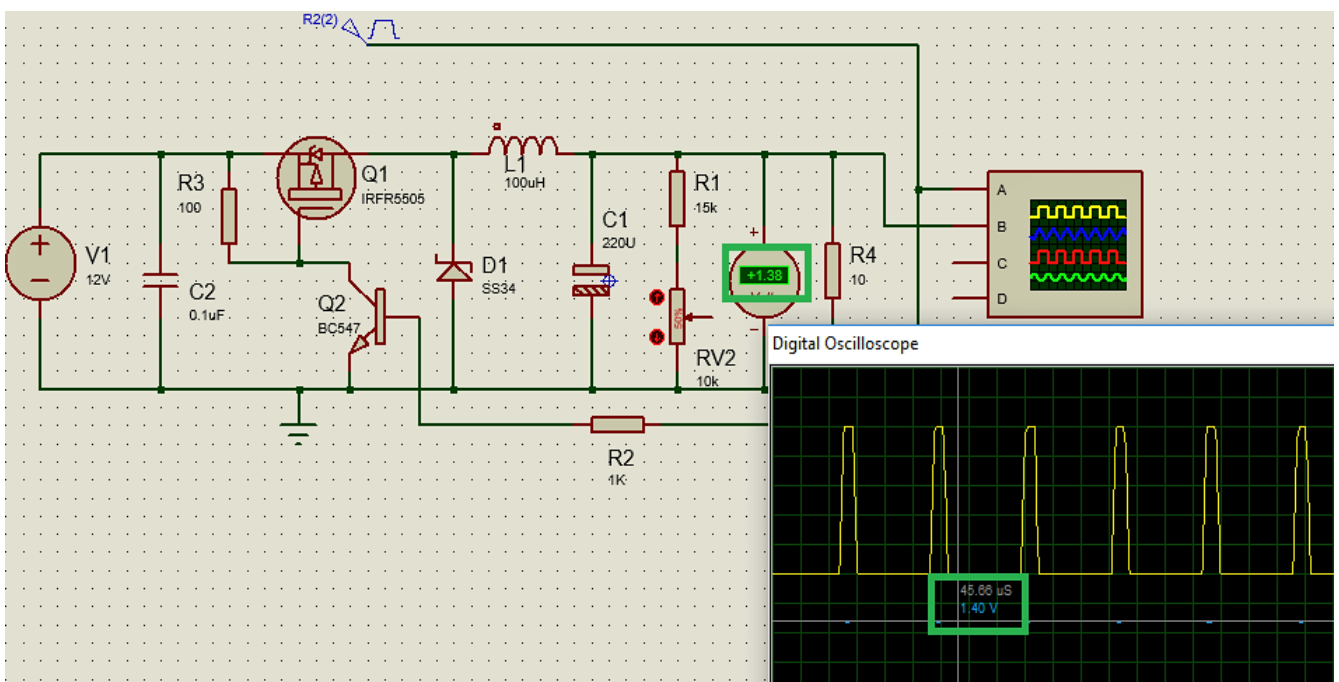 R2(2)
R3
100
Q1
IRFR5505
L1
100uH
R1
15k
C1
220U
V1
12V
C2
0.1uF
Q2
BC547
D1
SS34
+1.38
R4
10
50%
RV2
10k
A
B
C
D
R2
1K
Digital Oscilloscope
45.66 uS
1.40 V